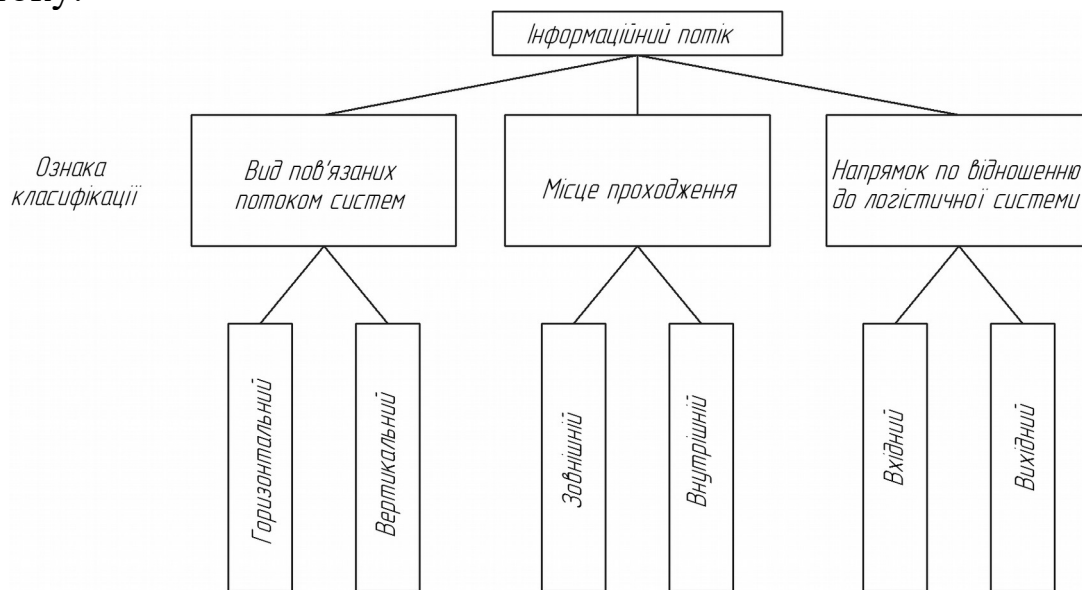 Інформаційний потік
Ознака
класифікації
Вид пов'язаних
потоком систем
Місце проходження
Напрямок по відношенню
до логістичної системи
Горизонтальний
Вертикальний
Зовнішній
Внутрішній
Вхідний
Вихідний